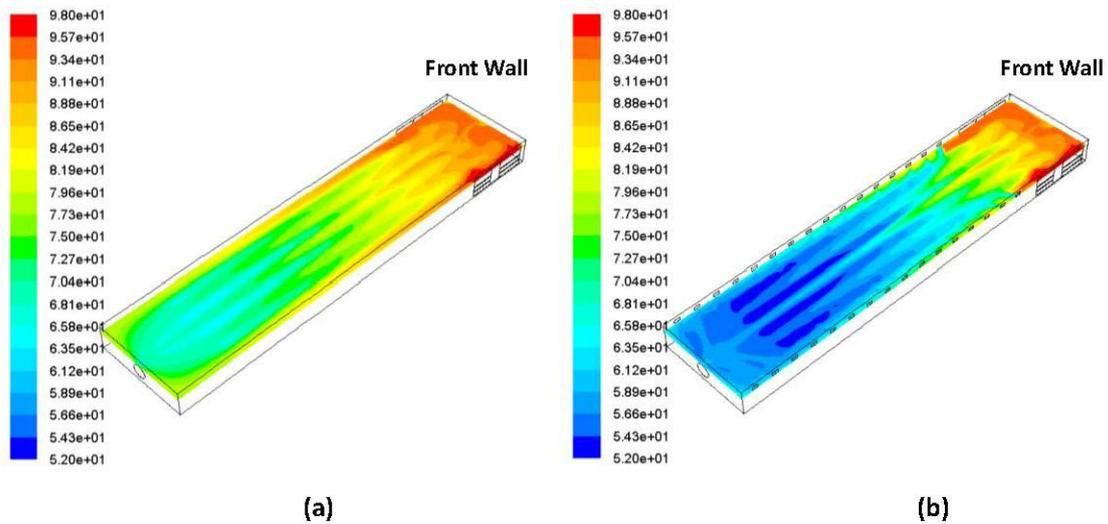 9.80e+01
9.57e+01
9.34e+01
9.11e+01
8.88e+01
8.65e+01
8.42e+01
8.19e+01
7.96e+01
7.73e+01
7.50e+01
7.27e+01
7.04e+01
6.81e+01
6.58e+01
6.35e+01
6.12e+01
5.89e+01
5.66e+01
5.43e+01
5.20e+01
Front Wall
(a)
9.80e+01
9.57e+01
9.34e+01
9.11e+01
8.88e+01
8.65e+01
8.42e+01
8.19e+01
7.96e+01
7.73e+01
7.50e+01
7.27e+01
7.04e+01
6.81e+01
6.58e+01
6.35e+01
6.12e+01
5.89e+01
5.66e+01
5.43e+01
5.20e+01
Front Wall
(b)